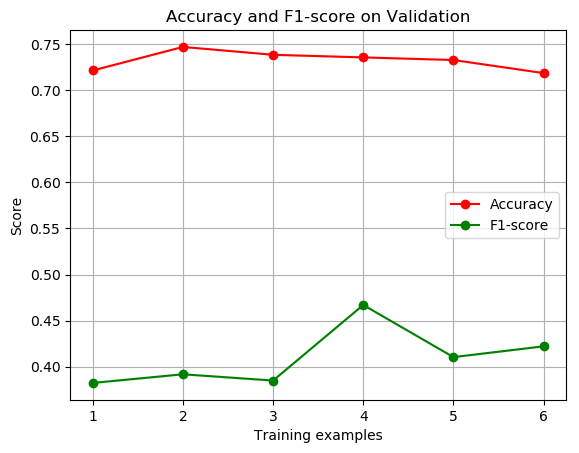 Accuracy and F1-score on Validation
0.75
0.70
0.65
0.60
0.55
0.50
0.45
0.40
Score
Accuracy
F1-score
1 2 3 4 5 6
Training examples